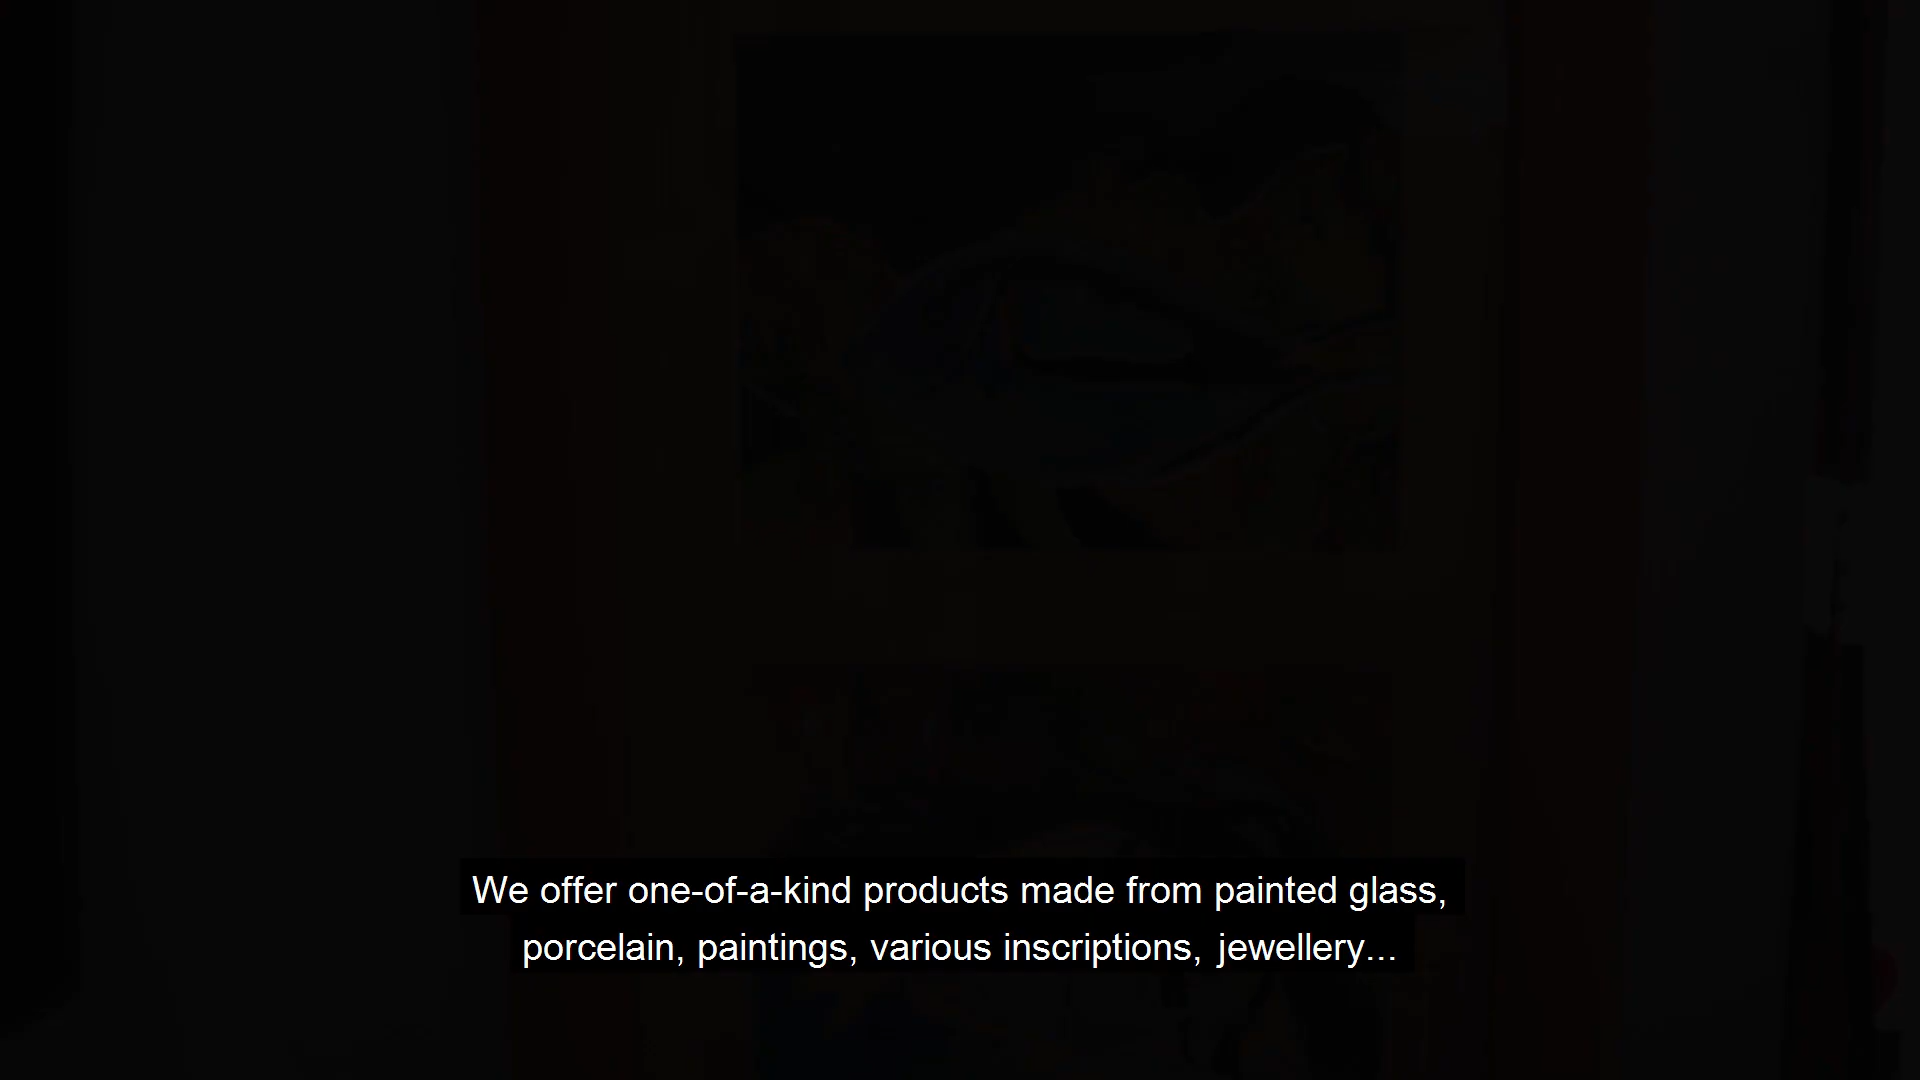 We offer one-of-a-kind products made from painted glass,
porcelain, paintings, various inscriptions, jewellery...